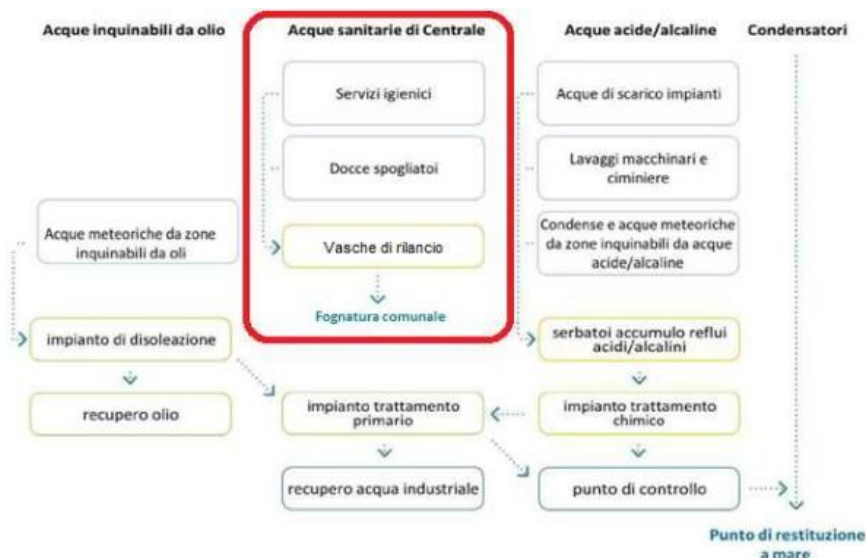 Acque inquinabili da olio
Acque sanitarie di Centrale
Acque acide/alcaline
Condensatori
Servizi igienici
Acque di scarico impianti
Docce spogliatoi
Lavaggi macchinari e
ciminiere
Acque meteoriche da zone
inquinabili da oli
Vasche di rilancio
Condense e acque meteoriche
da zone inquinabili da acque
acide/alcaline
Fognatura comunale
impianto di disoleazione
serbatoi accumulo reflui
acidi/alcalini
recupero olio
impianto trattamento
primario
impianto trattamento
chimico
recupero acqua industriale
punto di controllo
Punto di restituzione
a mare